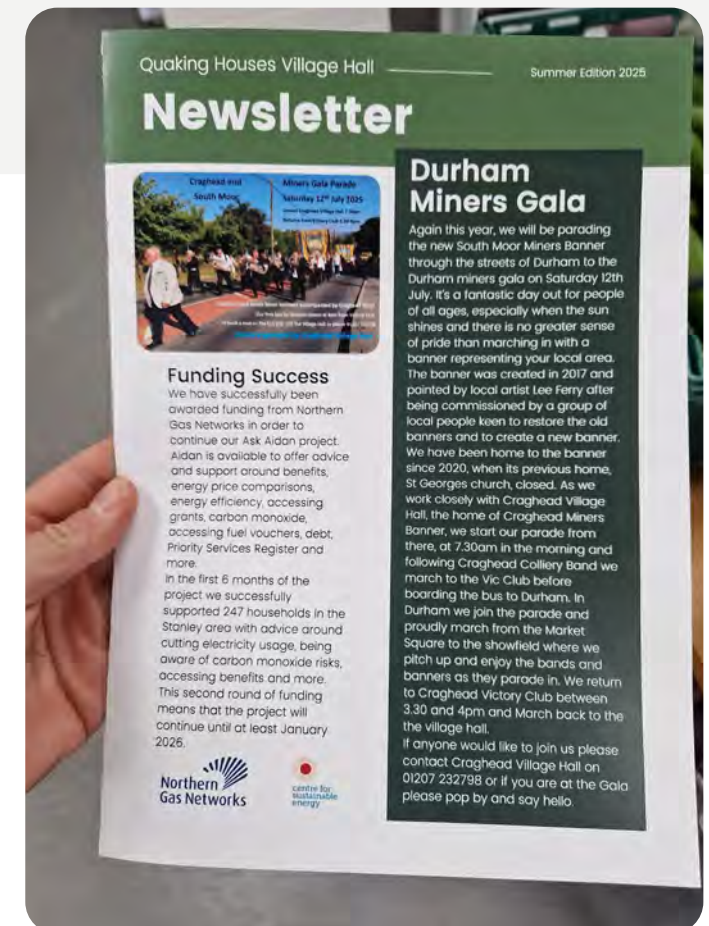 Quaking Houses Village Hall
Summer Edition 2025
Newsletter
Craghead and
South Moor
Miners Gala Parade
Saturday 12th July 2025
Funding Success
We have successfully been
awarded funding from Northern
Gas Networks in order to
continue our Ask Aidan project.
Aidan is available to offer advice
and support around benefits,
energy price comparisons,
energy efficiency, accessing
grants, carbon monoxide,
accessing fuel vouchers, debt,
Priority Services Register and
more.
In the first 6 months of the
project we successfully
supported 247 households in the
Stanley area with advice around
cutting electricity usage, being
aware of carbon monoxide risks,
accessing benefits and more.
This second round of funding
means that the project will
continue until at least January
2026.
Northern
Gas Networks
centre for
sustainable
energy
Durham
Miners Gala
Again this year, we will be parading
the new South Moor Miners Banner
through the streets of Durham to the
Durham miners gala on Saturday 12th
July. It's a fantastic day out for people
of all ages, especially when the sun
shines and there is no greater sense
of pride than marching in with a
banner representing your local area.
The banner was created in 2017 and
painted by local artist Lee Ferry after
being commissioned by a group of
local people keen to restore the old
banners and to create a new banner.
We have been home to the banner
since 2020, when its previous home,
St Georges church, closed. As we
work closely with Craghead Village
Hall, the home of Craghead Miners
Banner, we start our parade from
there, at 7.30am in the morning and
following Craghead Colliery Band we
march to the Vic Club before
boarding the bus to Durham. In
Durham we join the parade and
proudly march from the Market
Square to the showfield where we
pitch up and enjoy the bands and
banners as they parade in. We return
to Craghead Victory Club between
3.30 and 4pm and March back to the
the village hall.
If anyone would like to join us please
contact Craghead Village Hall on
01207 232798 or if you are at the Gala
please pop by and say hello.